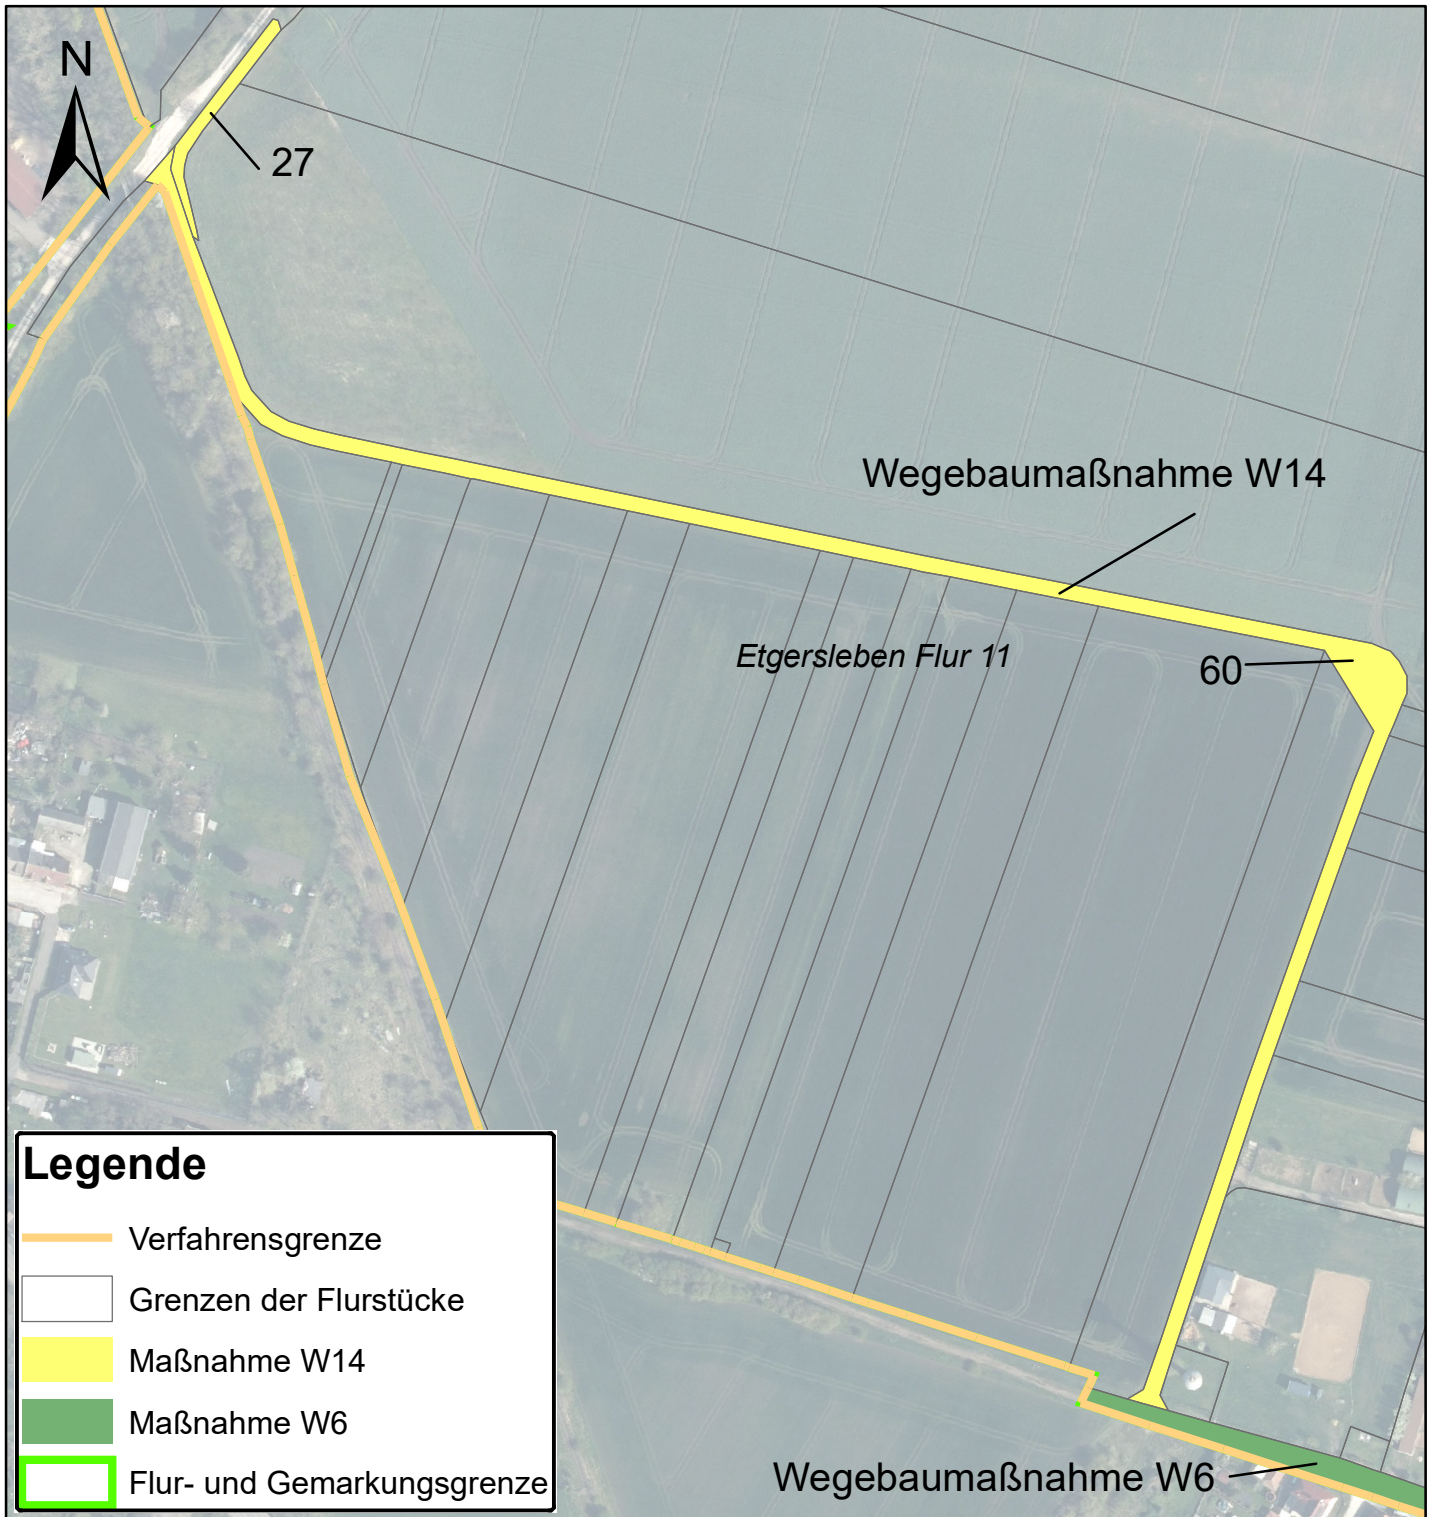 N
27
Wegebaumaßnahme W14
Etgersleben Flur 11
60
Legende
Verfahrensgrenze
Grenzen der Flurstücke
Maßnahme W14
Maßnahme W6
Flur- und Gemarkungsgrenze
Wegebaumaßnahme W6